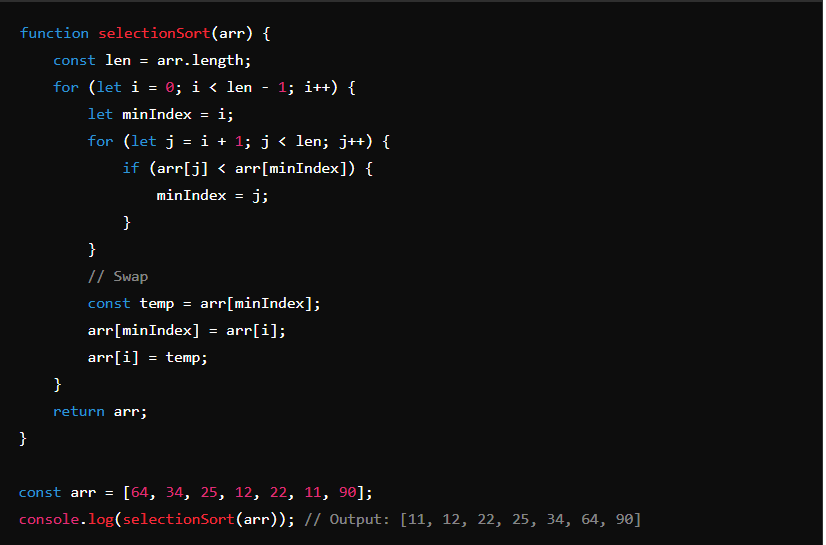 function selectionSort(arr) {
    const len = arr.length;
    for (let i = 0; i < len - 1; i++) {
        let minIndex = i;
        for (let j = i + 1; j < len; j++) {
            if (arr[j] < arr[minIndex]) {
                minIndex = j;
            }
        }
        // Swap
        const temp = arr[minIndex];
        arr[minIndex] = arr[i];
        arr[i] = temp;
    }
    return arr;
}

const arr = [64, 34, 25, 12, 22, 11, 90];
console.log(selectionSort(arr)); // Output: [11, 12, 22, 25, 34, 64, 90]